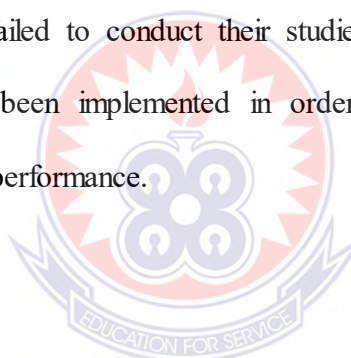 ailed to conduct their studie
been implemented in order
performance.
EDUCATION FOR SERVICE